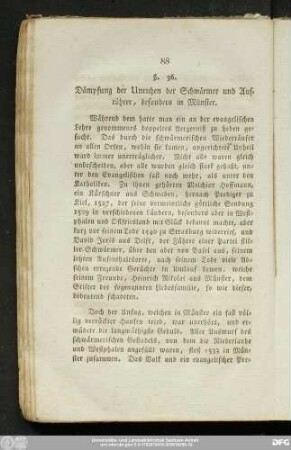 88
§. 36.
Dämpfung der Unruhen der Schwärmer und Auf-
rührer, besonders in Münster.
Während dem hatte man ein an der evangelischen
Lehre genommenes doppeltes Aergerniß zu heben ge-
sucht. Das durch die schwärmerischen Wiedertäufer
an allen Orten, wohin sie kamen, angerichtete Unheil
ward immer unerträglicher. Nicht alle waren gleich
unbescheiden, aber alle wurden gleich stark gehaßt, un-
ter den Evangelischen fast noch mehr, als unter den
Katholiken. Zu ihnen gehörten Melchior Hoffmann,
ein Kürschner aus Schwaben, hernach Prediger zu
Kiel, 1527, der seine vermeintliche göttliche Sendung
1529 in verschiedenen Ländern, besonders aber in West-
phalen und Ostfriesland mit Glück bekannt machte, aber
kurz vor seinem Tode 1540 zu Strasburg widerrief, und
David Joris aus Delft, der Führer einer Partei stil-
ler Schwärmer, über den aber von Basel aus, seinem
letzten Aufenthaltsorte, nach seinem Tode viele Ab-
scheu erregende Gerüchte in Umlauf kamen. welche
seinem Freunde, Heinrich Nikolai aus Münster, dem
Stifter der sogenannten Liebesfamilie, so wie dieser,
bedeutend schadeten.
Doch der Unfug, welchen in Münster ein fast völ-
lig verrückter Haufen trieb, war unerhört, und er-
müdete die langmüthigste Geduld. Aller Auswurf des
schwärmerischen Gesindels, von dem die Niederlande
und Westphalen angefüllt waren, floß 1533 in Mün-
ster zusammen. Das Volk und ein evangelischer Pre-